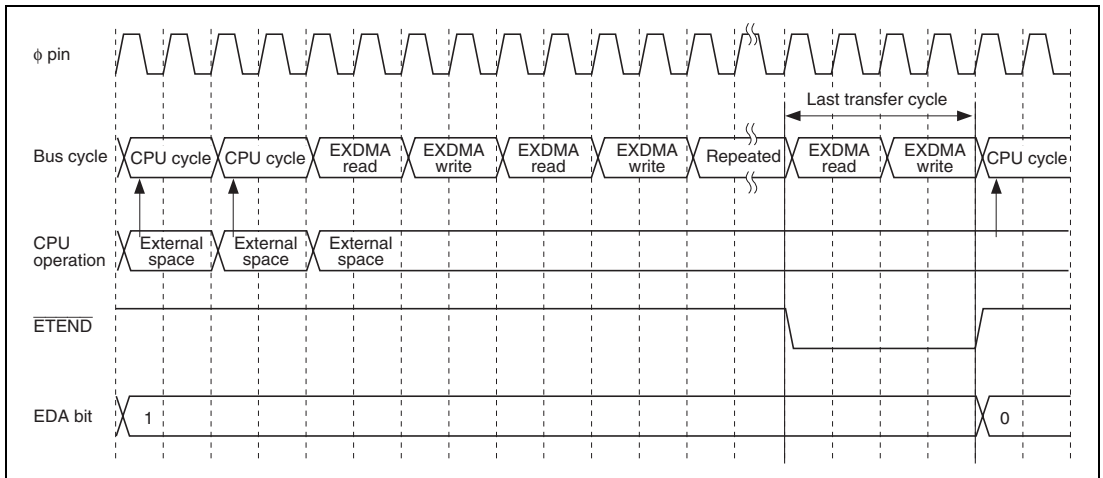 φ pin
Last transfer cycle
Bus cycle
CPU cycle
CPU cycle
EXDMA
read
EXDMA
write
EXDMA
read
EXDMA
write
Repeated
EXDMA
read
EXDMA
write
CPU cycle
CPU
operation
External
space
External
space
External
space
ETEND
EDA bit
1
0